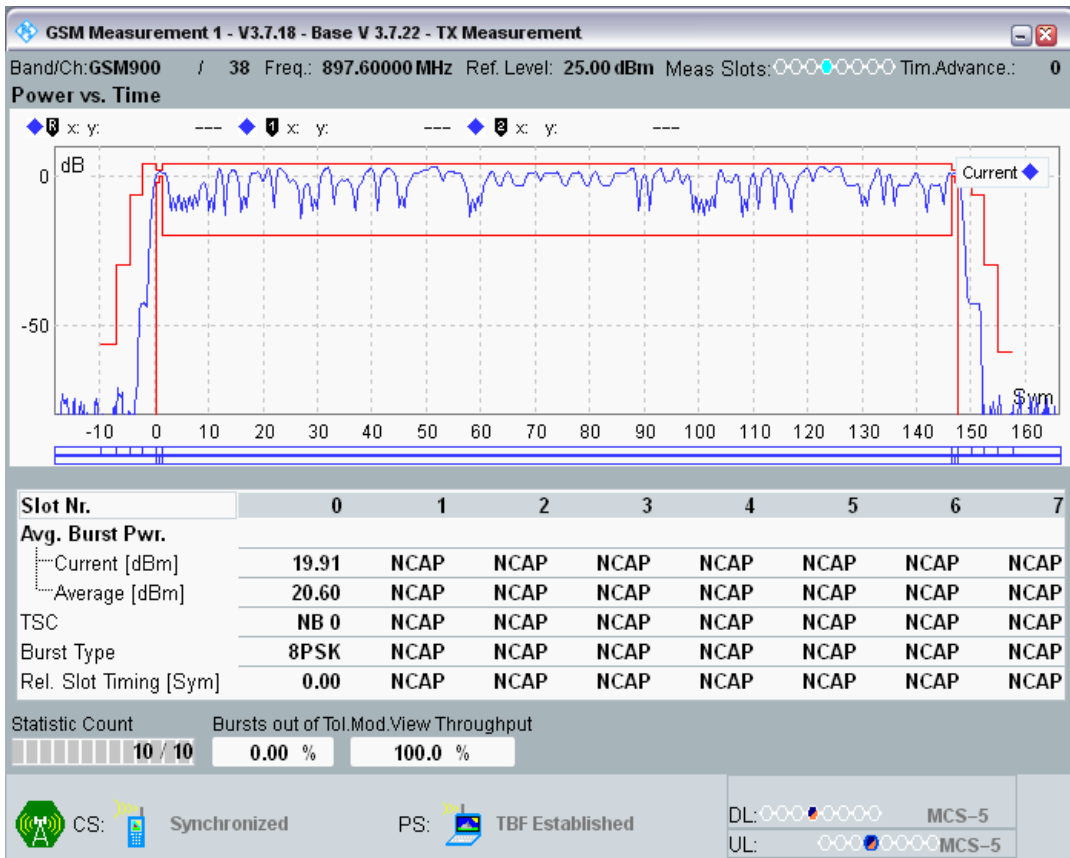 GSM Measurement 1 - V3.7.18 - Base V 3.7.22 - TX Measurement
Band/Ch:GSM900 / 38 Freq.: 897.60000 MHz Ref. Level: 25.00 dBm Meas Slots: Tim.Advance.: 0
Power vs. Time
R x: y: --- 1 x: y: --- 2 x: y: ---
dB
Current
0
-50
Sym
-10 0 10 20 30 40 50 60 70 80 90 100 110 120 130 140 150 160
Slot Nr. 0 1 2 3 4 5 6 7
Avg. Burst Pwr.
Current [dBm] 19.91 NCAP NCAP NCAP NCAP NCAP NCAP NCAP
Average [dBm] 20.60 NCAP NCAP NCAP NCAP NCAP NCAP NCAP
TSC NB 0 NCAP NCAP NCAP NCAP NCAP NCAP NCAP
Burst Type 8PSK NCAP NCAP NCAP NCAP NCAP NCAP NCAP
Rel. Slot Timing [Sym] 0.00 NCAP NCAP NCAP NCAP NCAP NCAP NCAP
Statistic Count Bursts out of Tol. Mod.View Throughput
10 / 10 0.00 % 100.0 %
CS: Synchronized PS: TBF Established DL: MCS-5
UL: MCS-5